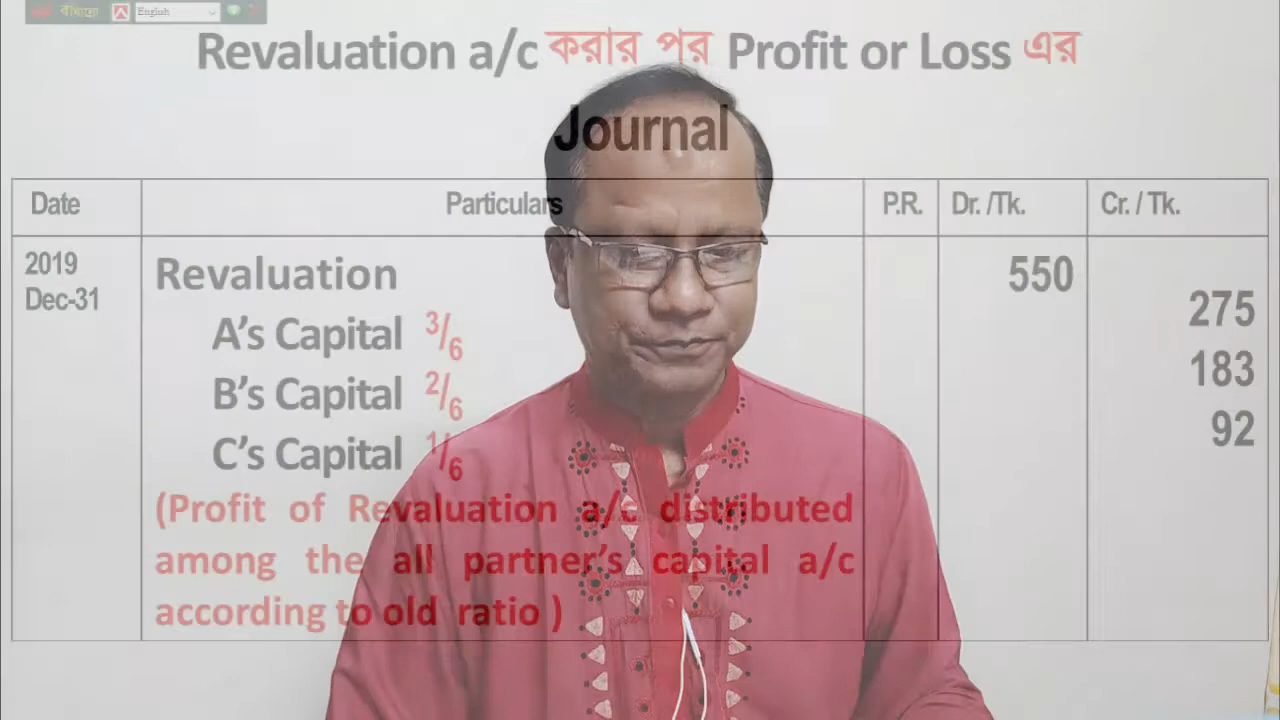 English
Revaluation a/c করার পর Profit or Loss এর
Journal
Date Particulars P.R. Dr. /Tk. Cr. / Tk.
2019
Dec-31
Revaluation 550
A’s Capital 3/6 275
B’s Capital 2/6 183
C’s Capital 1/6 92
(Profit of Revaluation a/c distributed
among the all partner’s capital a/c
according to old ratio )